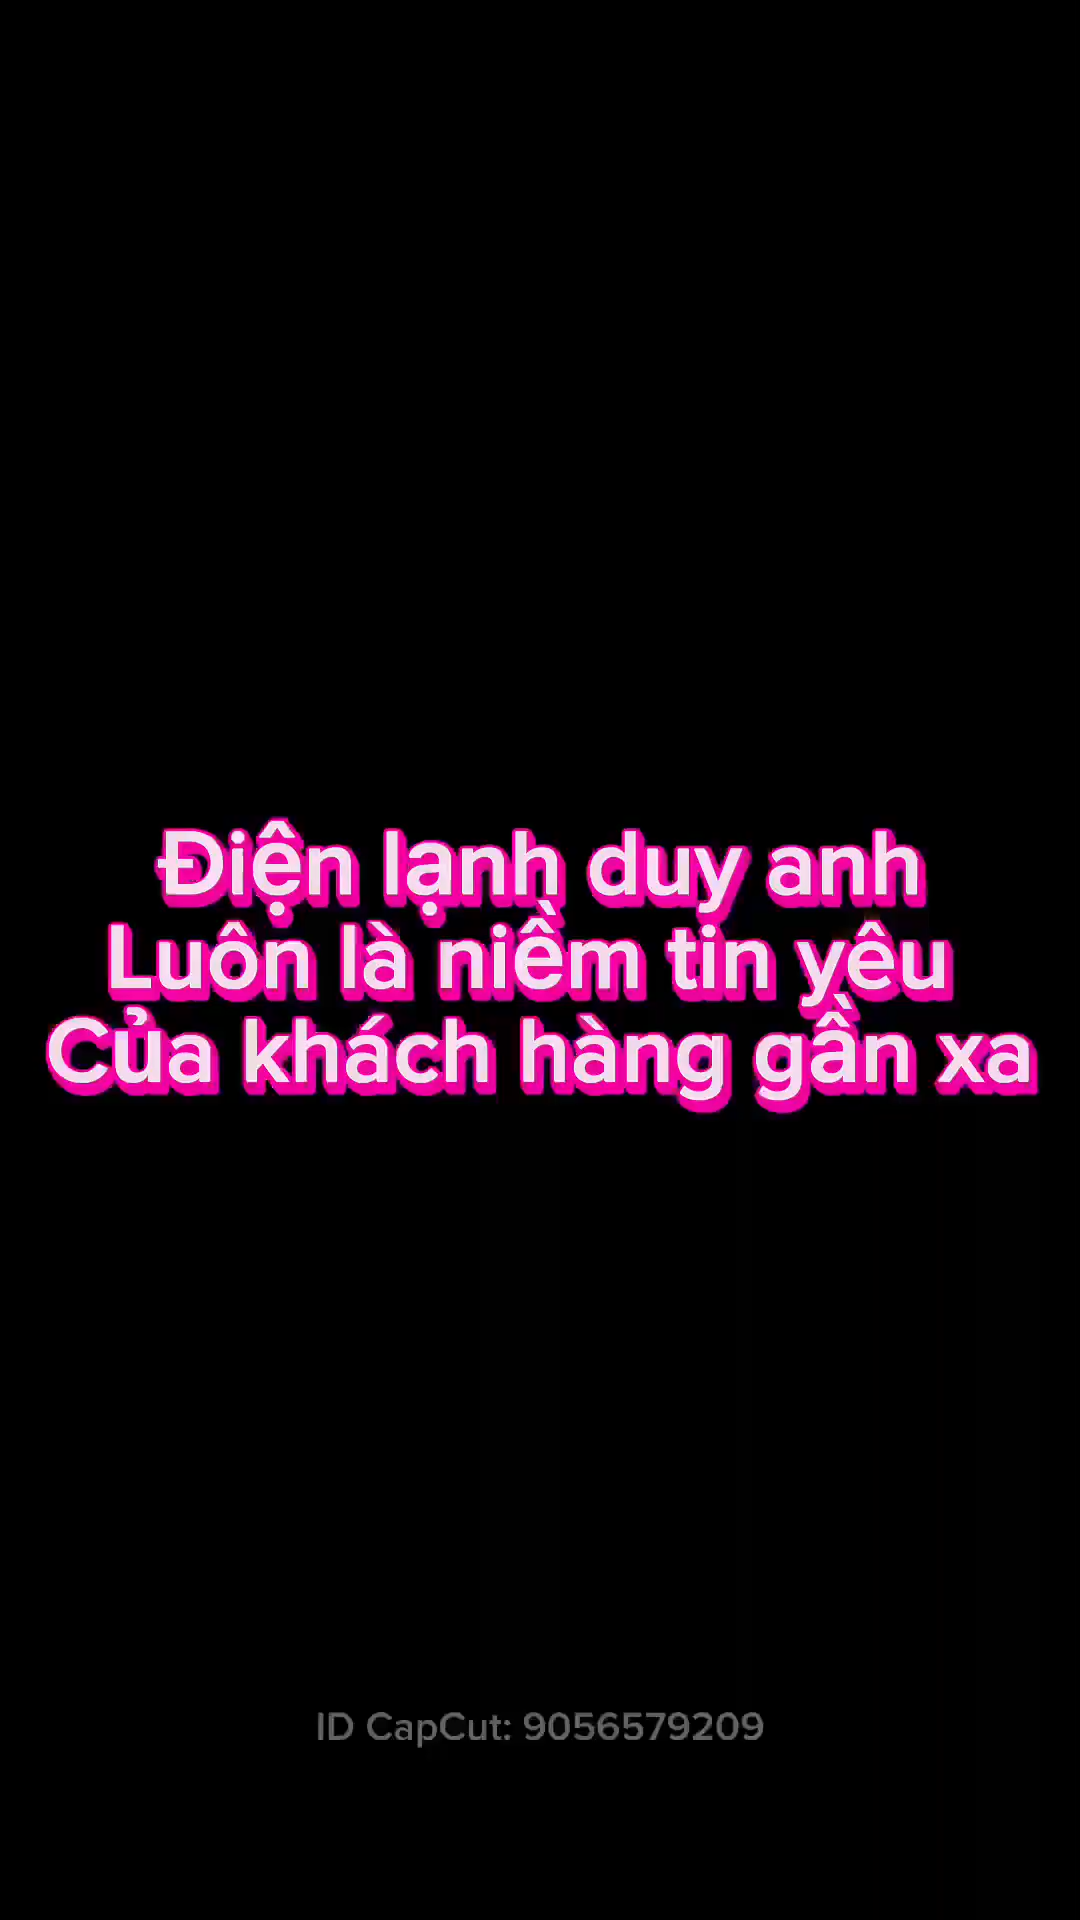 Điện lạnh duy anh
Luôn là niềm tin yêu
Của khách hàng gần xa
ID CapCut: 9056579209